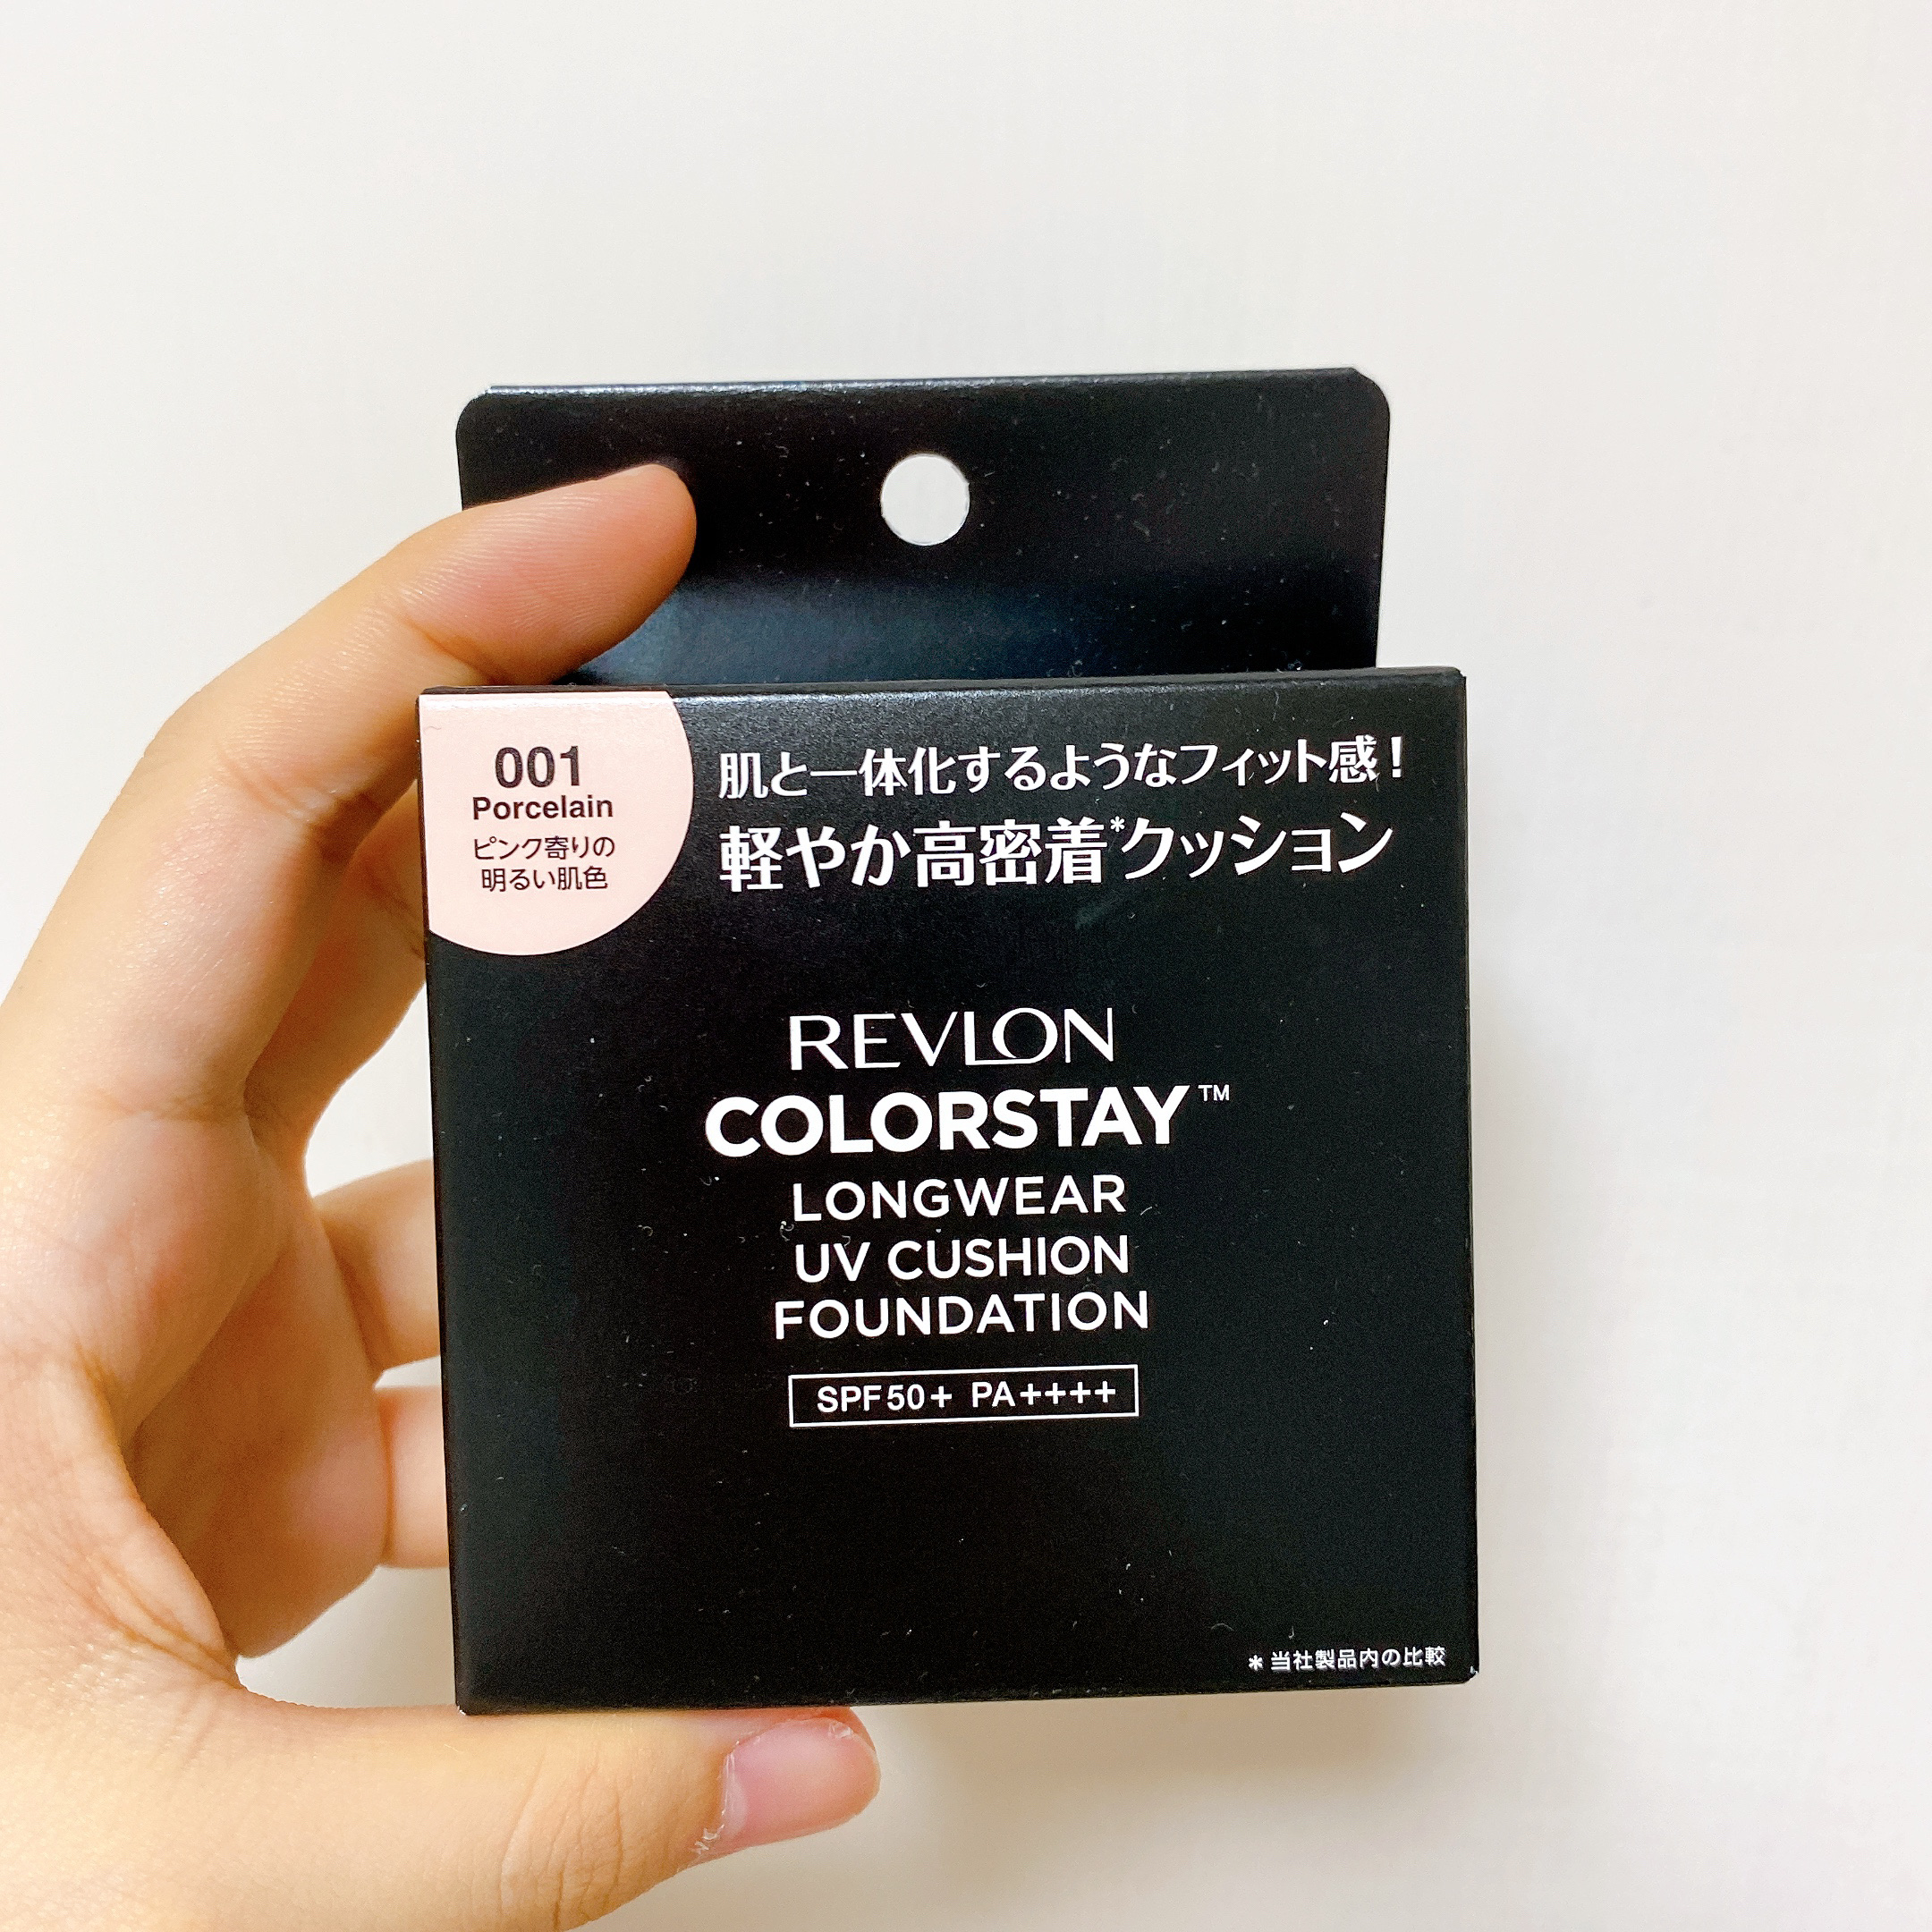 001
Porcelain
ピンク寄りの
明るい肌色
肌と一体化するようなフィット感!
軽やか高密着*クッション
REVLON
COLORSTAY™
LONGWEAR
UV CUSHION
FOUNDATION
SPF50+ PA++++
*当社製品内の比較